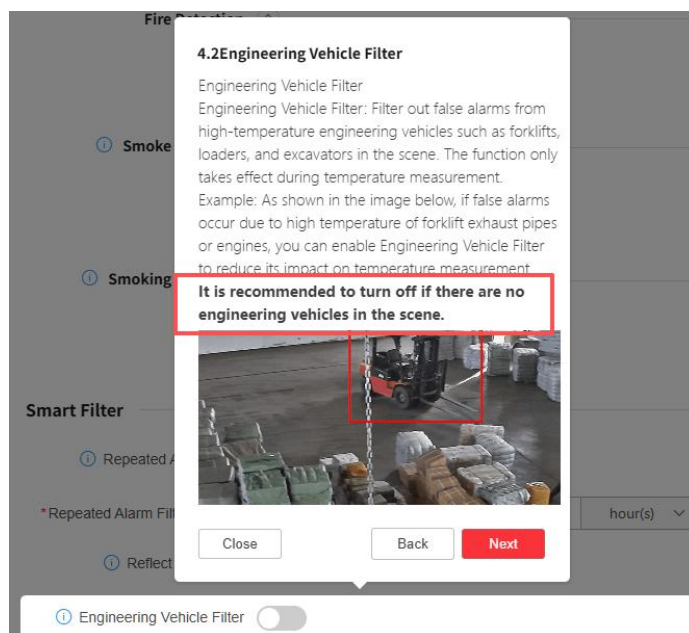 Fire Detection
4.2Engineering Vehicle Filter
Engineering Vehicle Filter
Engineering Vehicle Filter: Filter out false alarms from
high-temperature engineering vehicles such as forklifts,
loaders, and excavators in the scene. The function only
takes effect during temperature measurement.
Example: As shown in the image below, if false alarms
occur due to high temperature of forklift exhaust pipes
or engines, you can enable Engineering Vehicle Filter
to reduce its impact on temperature measurement.
It is recommended to turn off if there are no
engineering vehicles in the scene.
Smoke
Smoking
Smart Filter
Repeated A
*Repeated Alarm Filt
hour(s)
Reflect
Close
Back
Next
Engineering Vehicle Filter